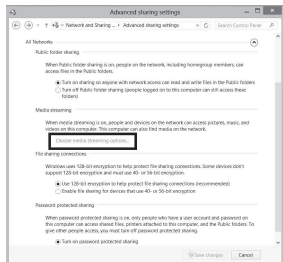 Advanced sharing settings
« Network and Sharing ... › Advanced sharing settings
Search Control Panel
All Networks
Public folder sharing
When Public folder sharing is on, people on the network, including homegroup members, can
access files in the Public folders.
Turn on sharing so anyone with network access can read and write files in the Public folders
Turn off Public folder sharing (people logged on to this computer can still access these
folders)
Media streaming
When media streaming is on, people and devices on the network can access pictures, music, and
videos on this computer. This computer can also find media on the network.
Choose media streaming options...
File sharing connections
Windows uses 128-bit encryption to help protect file sharing connections. Some devices don't
support 128-bit encryption and must use 40- or 56-bit encryption.
Use 128-bit encryption to help protect file sharing connections (recommended)
Enable file sharing for devices that use 40- or 56-bit encryption
Password protected sharing
When password protected sharing is on, only people who have a user account and password on
this computer can access shared files, printers attached to this computer, and the Public folders. To
give other people access, you must turn off password protected sharing.
Turn on password protected sharing
Save changes
Cancel